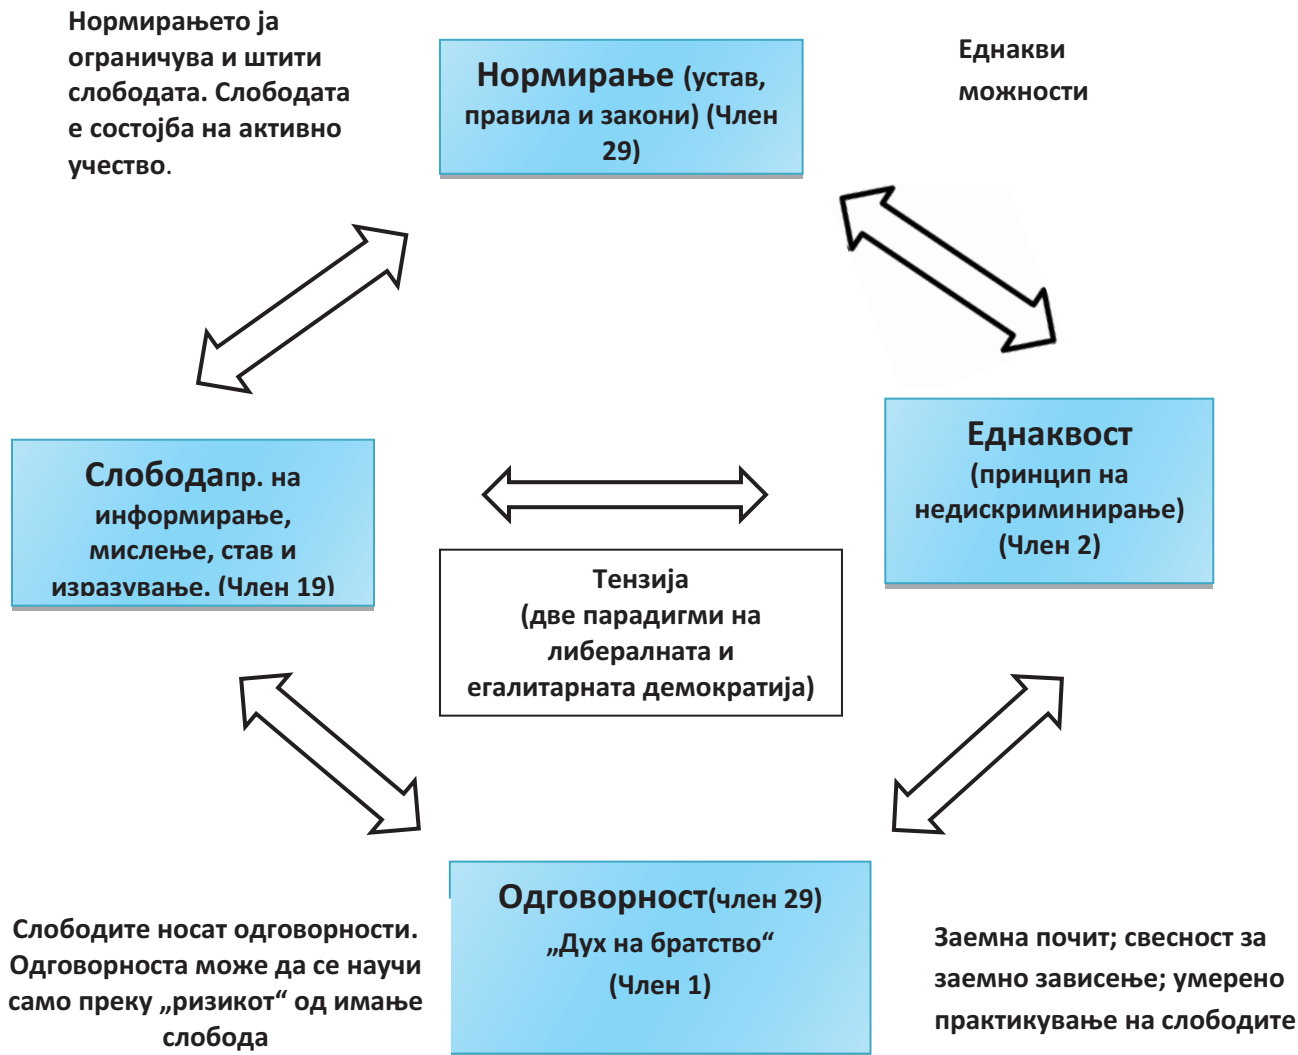 Нормирањето ја
ограничува и штити
слободата. Слободата
е состојба на активно
учество.
Нормирање (устав,
правила и закони) (Член
29)
Еднакви
можности
Слободапр. на
информирање,
мислење, став и
изразување. (Член 19)
Еднаквост
(принцип на
недискриминирање)
(Член 2)
Тензија
(две парадигми на
либералната и
егалитарната демократија)
Одговорност(член 29)
„Дух на братство“
(Член 1)
Слободите носат одговорности.
Одговорноста може да се научи
само преку „ризикот“ од имање
слобода
Заемна почит; свесност за
заемно зависење; умерено
практикување на слободите